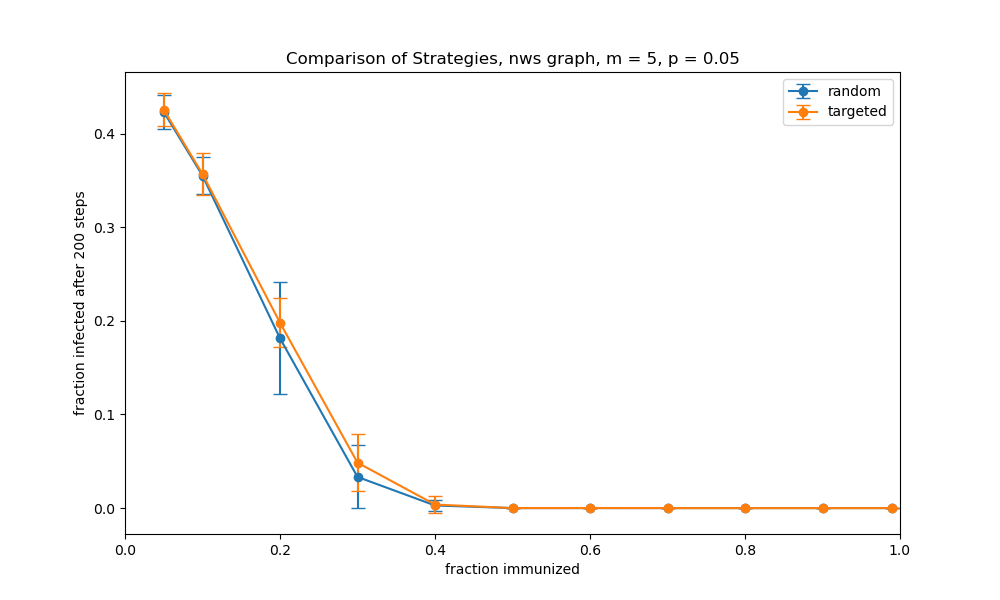 Comparison of Strategies, nws graph, m = 5, p = 0.05
random
targeted
fraction infected after 200 steps
0.4
0.3
0.2
0.1
0.0
0.0 0.2 0.4 0.6 0.8 1.0
fraction immunized